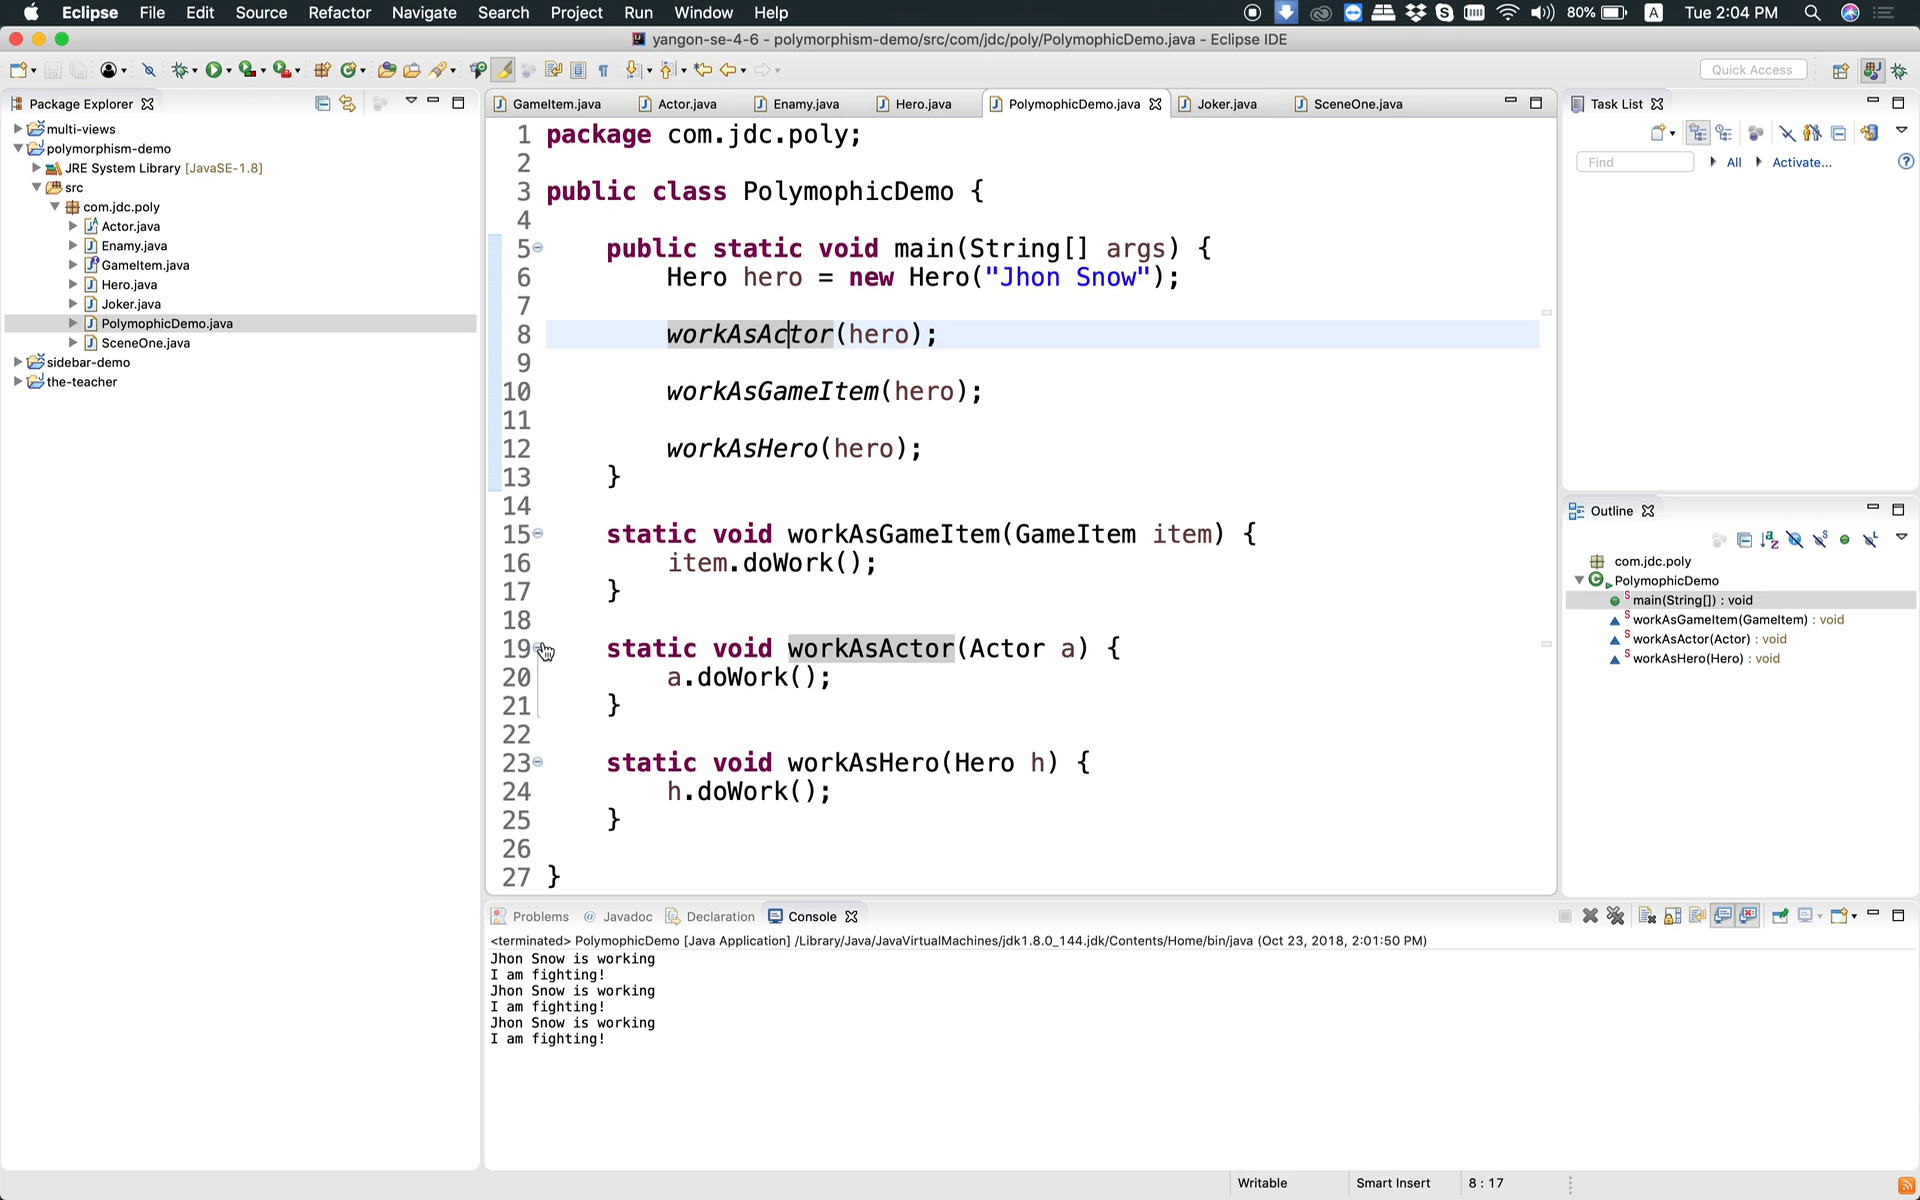 Eclipse File Edit Source Refactor Navigate Search Project Run Window Help 80% A Tue 2:04 PM
yangon-se-4-6 - polymorphism-demo/src/com/jdc/poly/PolymophicDemo.java - Eclipse IDE
Quick Access
Package Explorer
multi-views
polymorphism-demo
JRE System Library [JavaSE-1.8]
src
com.jdc.poly
Actor.java
Enamy.java
GameItem.java
Hero.java
Joker.java
PolymophicDemo.java
SceneOne.java
sidebar-demo
the-teacher
GameItem.java Actor.java Enamy.java Hero.java PolymophicDemo.java Joker.java SceneOne.java
1 package com.jdc.poly;
2
3 public class PolymophicDemo {
4
5 public static void main(String[] args) {
6 Hero hero = new Hero("Jhon Snow");
7
8 workAsActor(hero);
9
10 workAsGameItem(hero);
11
12 workAsHero(hero);
13 }
14
15 static void workAsGameItem(GameItem item) {
16 item.doWork();
17 }
18
19 static void workAsActor(Actor a) {
20 a.doWork();
21 }
22
23 static void workAsHero(Hero h) {
24 h.doWork();
25 }
26
27 }
Task List
Find All Activate...
Outline
com.jdc.poly
PolymophicDemo
main(String[]) : void
workAsGameItem(GameItem) : void
workAsActor(Actor) : void
workAsHero(Hero) : void
Problems @ Javadoc Declaration Console
<terminated> PolymophicDemo [Java Application] /Library/Java/JavaVirtualMachines/jdk1.8.0_144.jdk/Contents/Home/bin/java (Oct 23, 2018, 2:01:50 PM)
Jhon Snow is working
I am fighting!
Jhon Snow is working
I am fighting!
Jhon Snow is working
I am fighting!
Writable Smart Insert 8 : 17